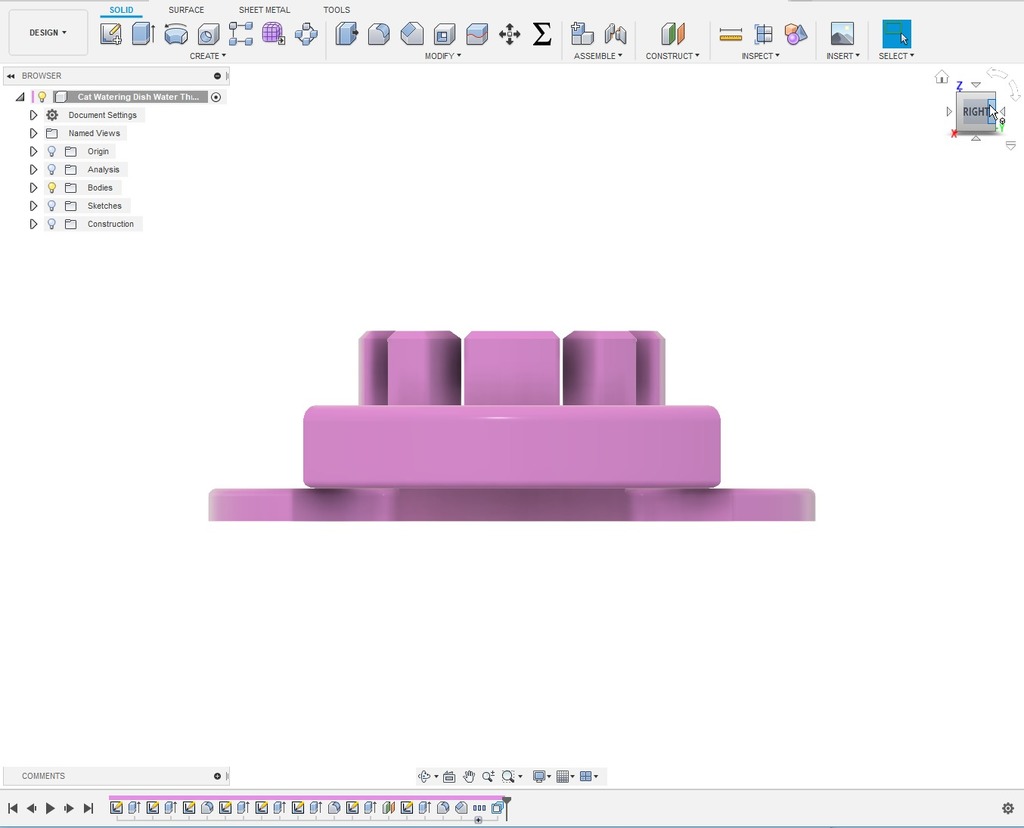 SOLID SURFACE SHEET METAL TOOLS
DESIGN
CREATE MODIFY ASSEMBLE CONSTRUCT INSPECT INSERT SELECT
BROWSER
Cat Watering Dish Water Th...
Document Settings
Named Views
Origin
Analysis
Bodies
Sketches
Construction
Z
RIGHT
X
Y
COMMENTS